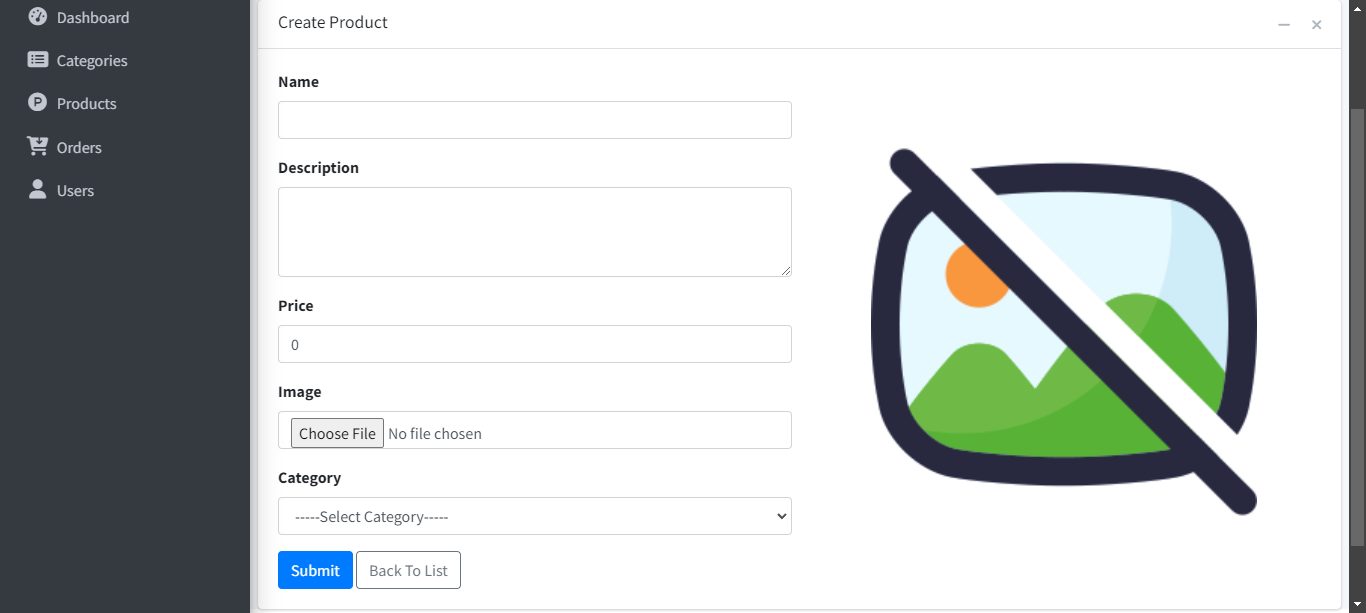 Dashboard
Categories
Products
Orders
Users
Create Product
Name
Description
Price
0
Image
Choose File No file chosen
Category
-----Select Category-----
Submit Back To List